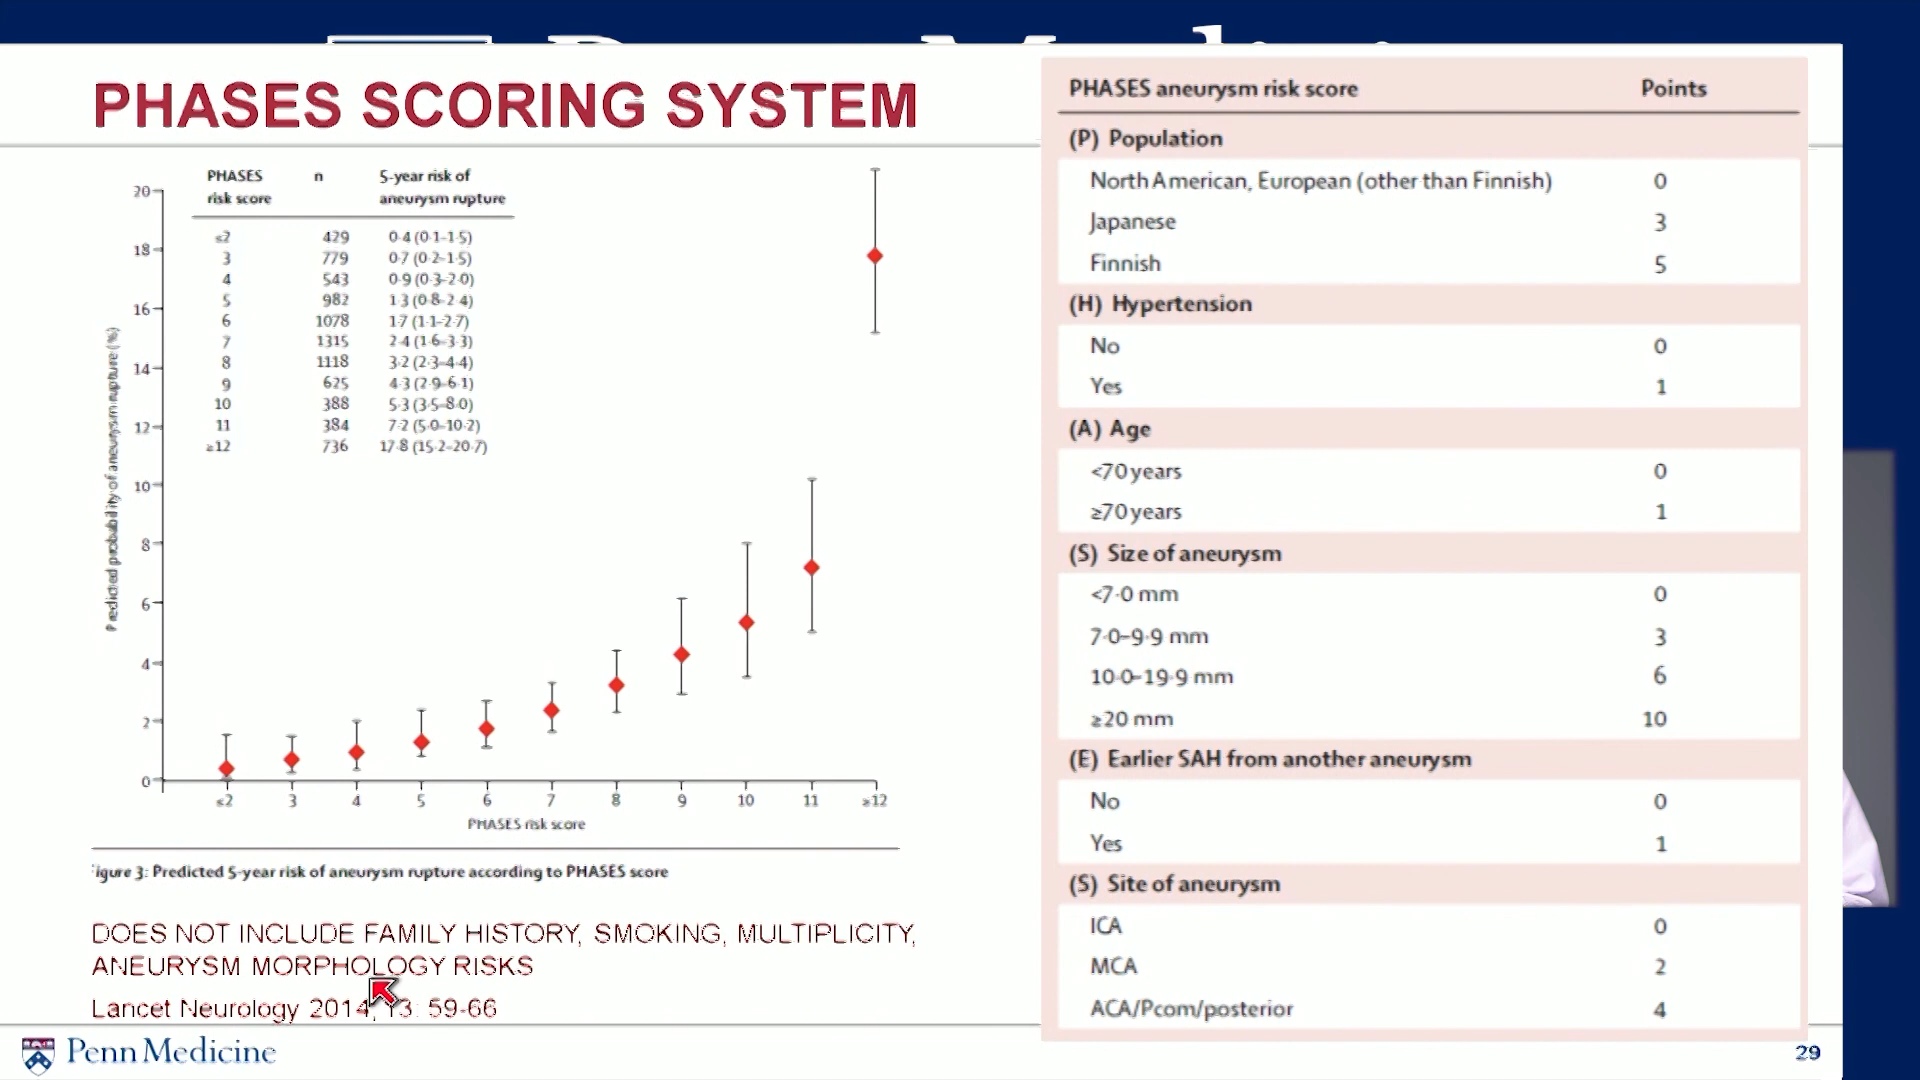 PHASES SCORING SYSTEM
PHASES risk score n 5-year risk of aneurysm rupture
≤2 429 0·4 (0·1–1·5)
3 779 0·7 (0·2–1·5)
4 543 0·9 (0·3–2·0)
5 982 1·3 (0·8–2·4)
6 1078 1·7 (1·1–2·7)
7 1315 2·4 (1·6–3·3)
8 1118 3·2 (2·3–4·4)
9 625 4·3 (2·9–6·1)
10 388 5·3 (3·5–8·0)
11 384 7·2 (5·0–10·2)
≥12 736 17·8 (15·2–20·7)
Predicted probability of aneurysm rupture (%)
20
18
16
14
12
10
8
6
4
2
0
≤2 3 4 5 6 7 8 9 10 11 ≥12
PHASES risk score
igure 3: Predicted 5-year risk of aneurysm rupture according to PHASES score
DOES NOT INCLUDE FAMILY HISTORY, SMOKING, MULTIPLICITY,
ANEURYSM MORPHOLOGY RISKS
Lancet Neurology 2014, 13: 59-66
PHASES aneurysm risk score Points
(P) Population
North American, European (other than Finnish) 0
Japanese 3
Finnish 5
(H) Hypertension
No 0
Yes 1
(A) Age
<70 years 0
≥70 years 1
(S) Size of aneurysm
<7·0 mm 0
7·0–9·9 mm 3
10·0–19·9 mm 6
≥20 mm 10
(E) Earlier SAH from another aneurysm
No 0
Yes 1
(S) Site of aneurysm
ICA 0
MCA 2
ACA/Pcom/posterior 4
Penn Medicine
29